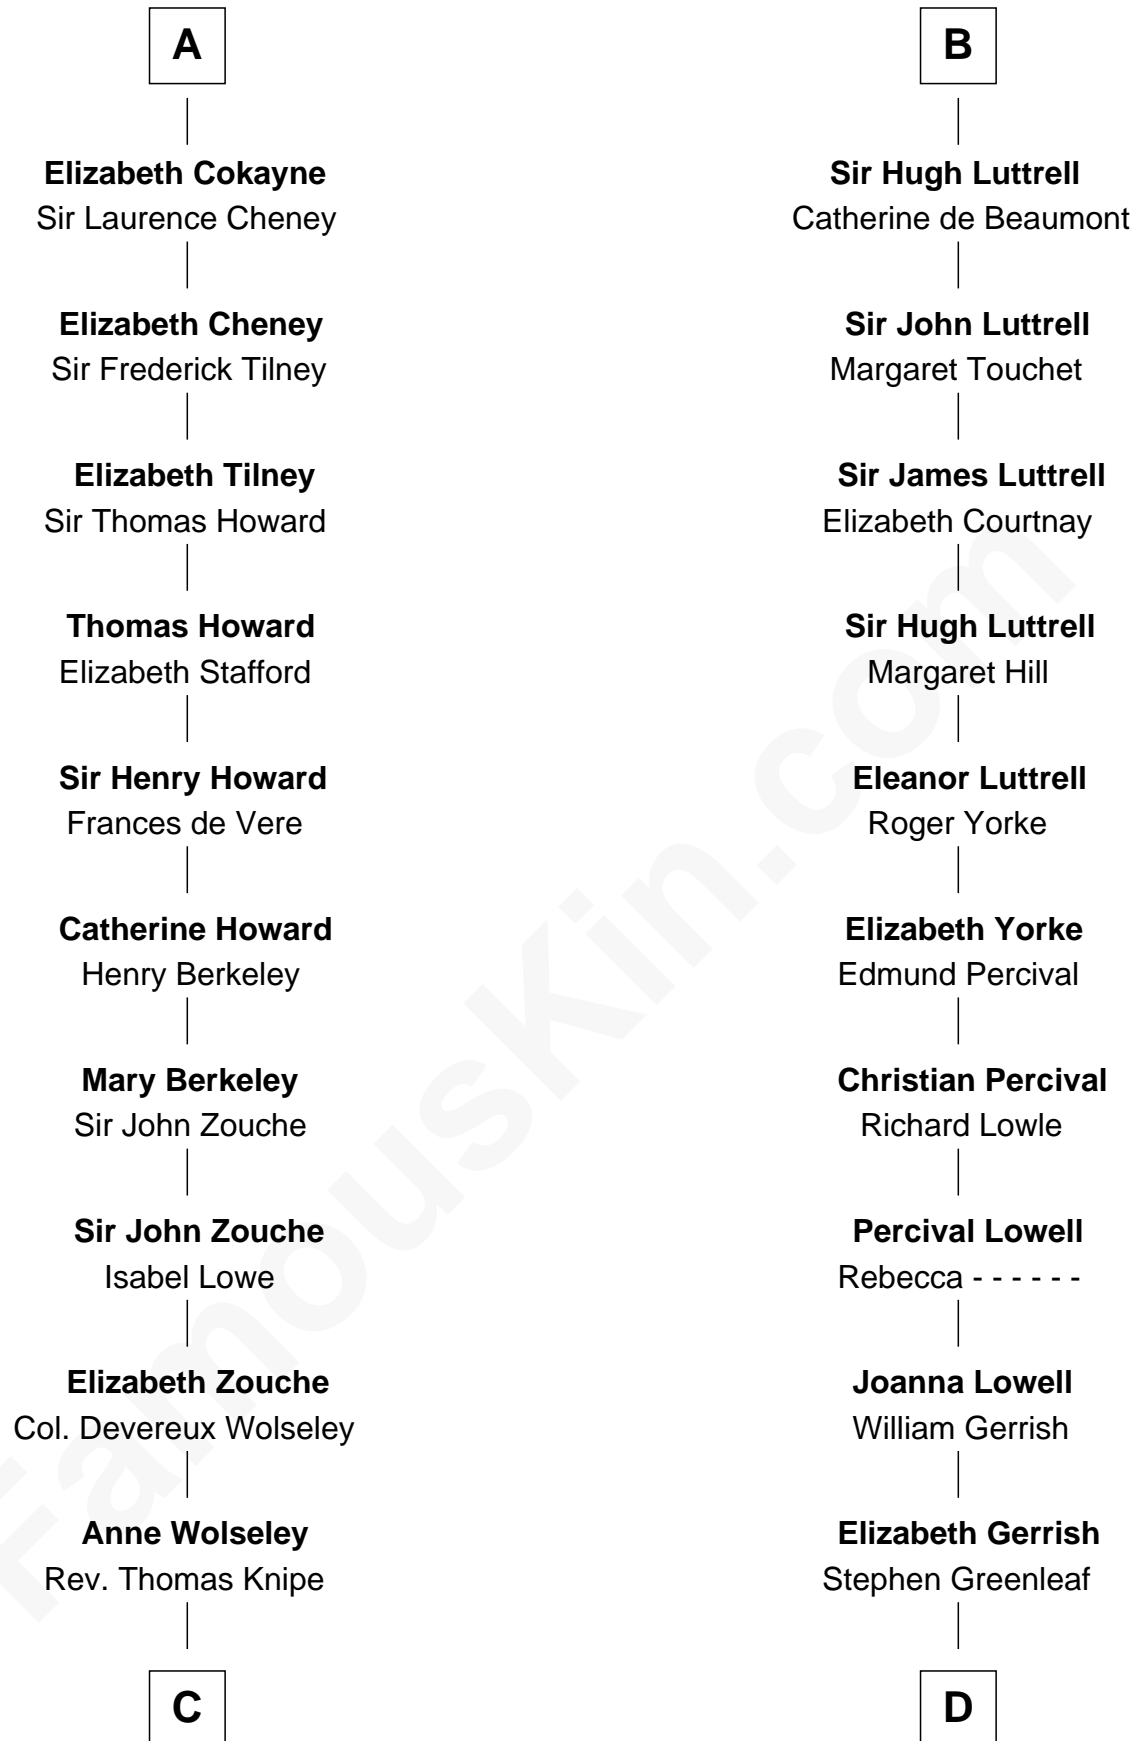 A
Elizabeth Cokayne
Sir Laurence Cheney
Elizabeth Cheney
Sir Frederick Tilney
Elizabeth Tilney
Sir Thomas Howard
Thomas Howard
Elizabeth Stafford
Sir Henry Howard
Frances de Vere
Catherine Howard
Henry Berkeley
Mary Berkeley
Sir John Zouche
Sir John Zouche
Isabel Lowe
Elizabeth Zouche
Col. Devereux Wolseley
Anne Wolseley
Rev. Thomas Knipe
C
B
Sir Hugh Luttrell
Catherine de Beaumont
Sir John Luttrell
Margaret Touchet
Sir James Luttrell
Elizabeth Courtnay
Sir Hugh Luttrell
Margaret Hill
Eleanor Luttrell
Roger Yorke
Elizabeth Yorke
Edmund Percival
Christian Percival
Richard Lowle
Percival Lowell
Rebecca - - - - - -
Joanna Lowell
William Gerrish
Elizabeth Gerrish
Stephen Greenleaf
D
FamousKin.com